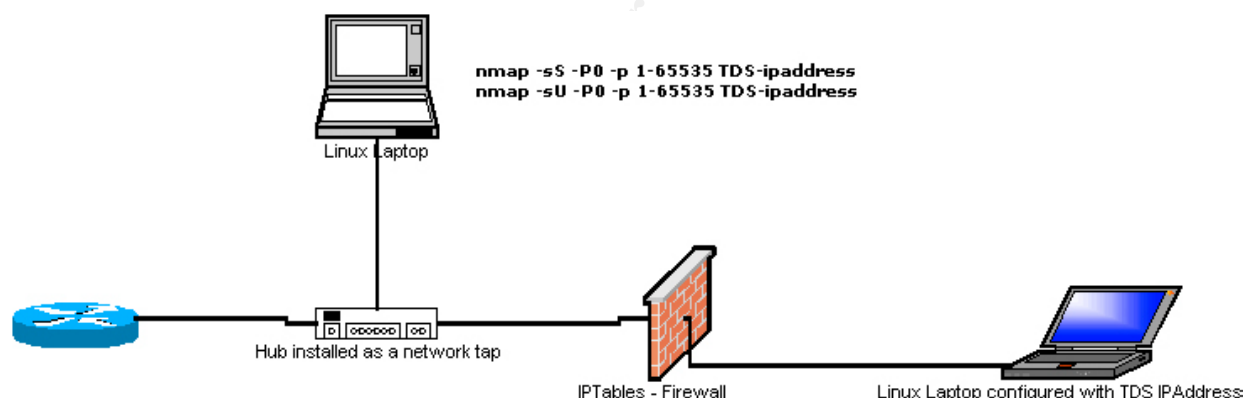 nmap -sS -P0 -p 1-65535 TDS-ipaddress
nmap -sU -P0 -p 1-65535 TDS-ipaddress
Linux Laptop
Hub installed as a network tap
IPTables - Firewall
Linux Laptop configured with TDS IPAddress